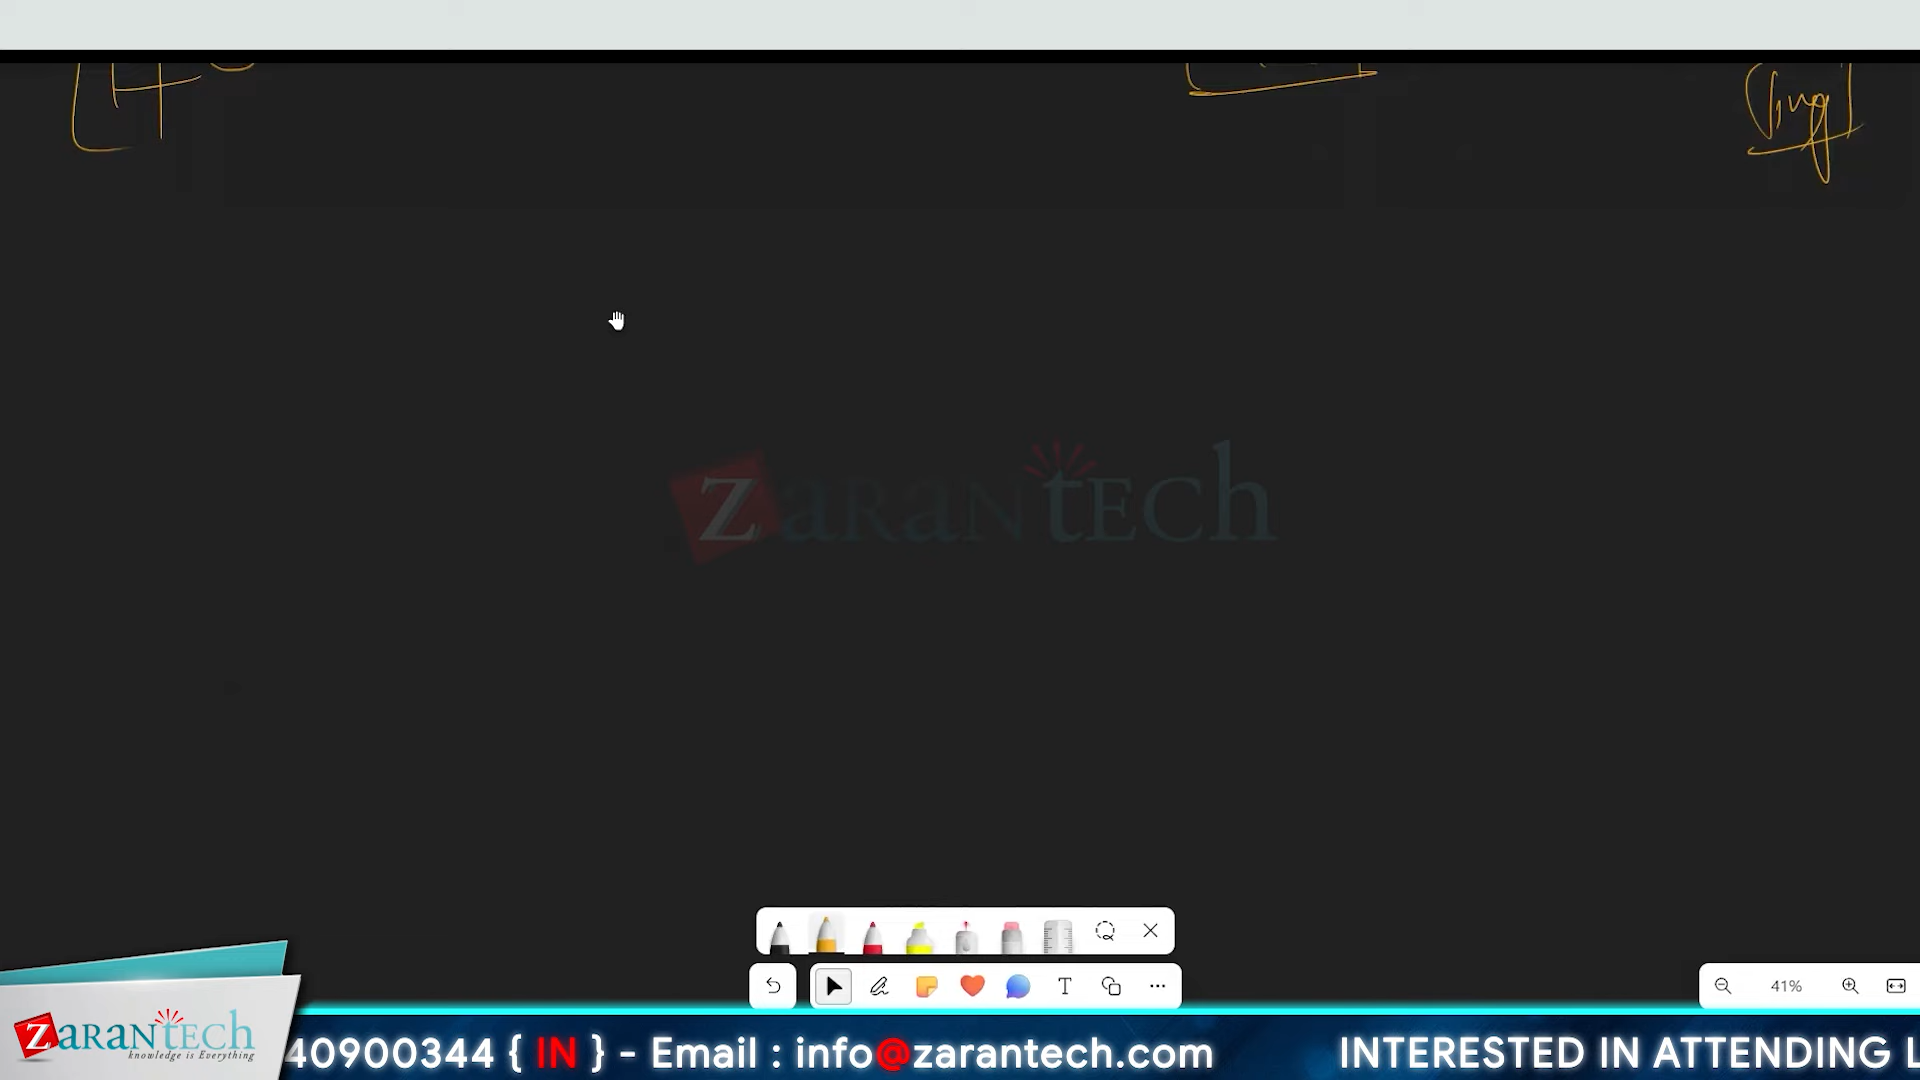 ZARANTECH
41%
ZARANTECH
knowledge is Everything
40900344 { IN } - Email : info@zarantech.com
INTERESTED IN ATTENDING L